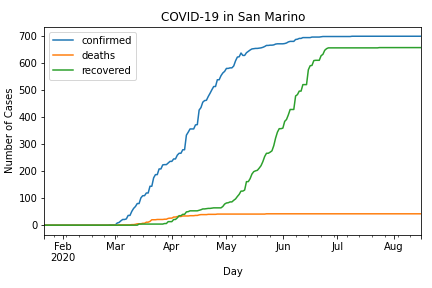 COVID-19 in San Marino
confirmed
deaths
recovered
Number of Cases
700
600
500
400
300
200
100
0
Feb
2020
Mar
Apr
May
Jun
Jul
Aug
Day